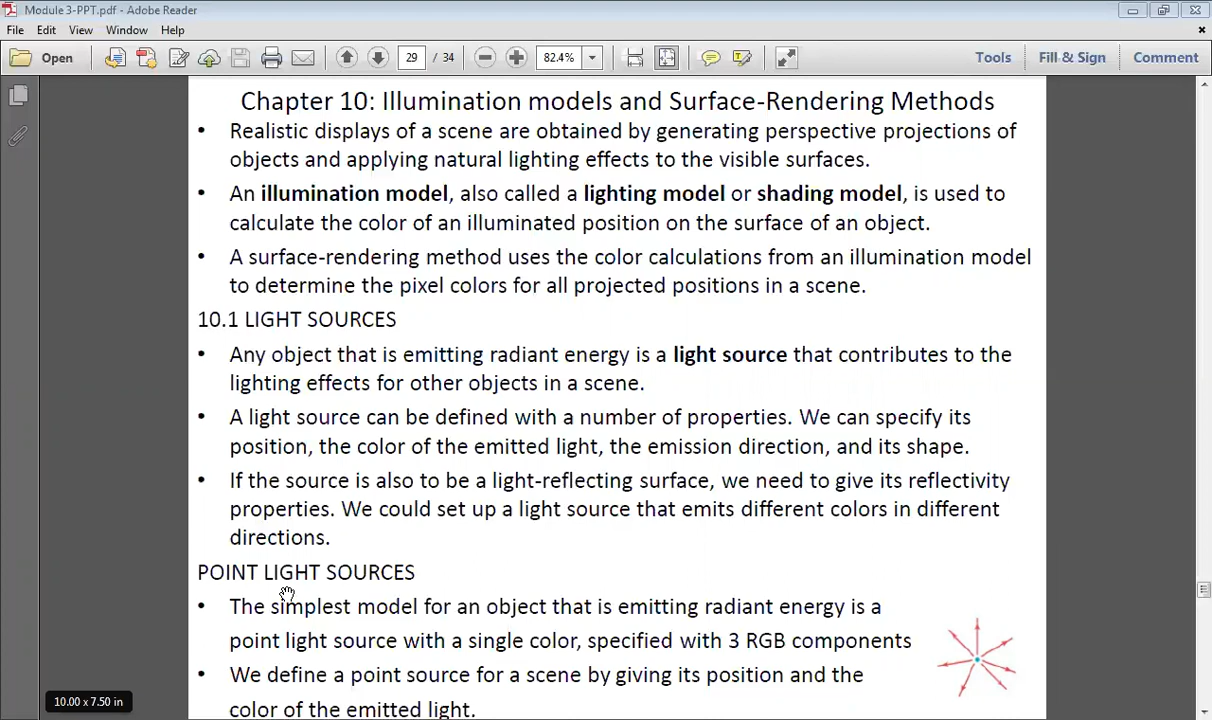 Module 3-PPT.pdf - Adobe Reader
File Edit View Window Help
Open 29 / 34 82.4% Tools Fill & Sign Comment
Chapter 10: Illumination models and Surface-Rendering Methods
• Realistic displays of a scene are obtained by generating perspective projections of
objects and applying natural lighting effects to the visible surfaces.
• An illumination model, also called a lighting model or shading model, is used to
calculate the color of an illuminated position on the surface of an object.
• A surface-rendering method uses the color calculations from an illumination model
to determine the pixel colors for all projected positions in a scene.
10.1 LIGHT SOURCES
• Any object that is emitting radiant energy is a light source that contributes to the
lighting effects for other objects in a scene.
• A light source can be defined with a number of properties. We can specify its
position, the color of the emitted light, the emission direction, and its shape.
• If the source is also to be a light-reflecting surface, we need to give its reflectivity
properties. We could set up a light source that emits different colors in different
directions.
POINT LIGHT SOURCES
• The simplest model for an object that is emitting radiant energy is a
point light source with a single color, specified with 3 RGB components
• We define a point source for a scene by giving its position and the
color of the emitted light.
10.00 x 7.50 in